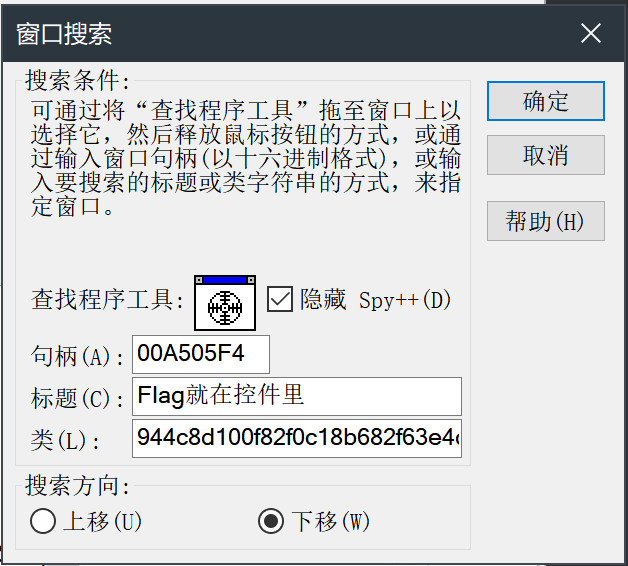 窗口搜索
搜索条件:
可通过将“查找程序工具”拖至窗口上以
选择它，然后释放鼠标按钮的方式，或通
过输入窗口句柄(以十六进制格式)，或输
入要搜索的标题或类字符串的方式，来指
定窗口。
确定
取消
帮助(H)
查找程序工具:
隐藏 Spy++(D)
句柄(A): 00A505F4
标题(C): Flag就在控件里
类(L): 944c8d100f82f0c18b682f63e4
搜索方向:
上移(U)
下移(W)